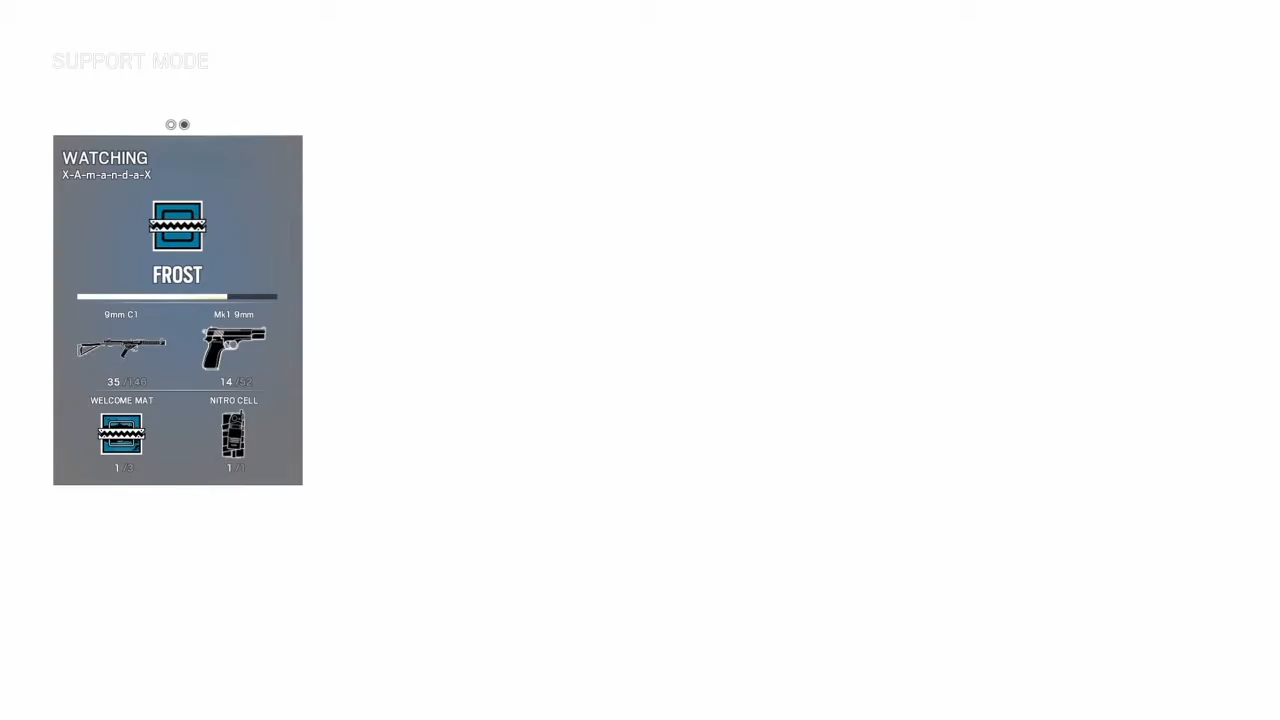 SUPPORT MODE
WATCHING
X-A-m-a-n-d-a-X
FROST
9mm C1 Mk1 9mm
35 /140 14 /52
WELCOME MAT NITRO CELL
1 /3 1 /1